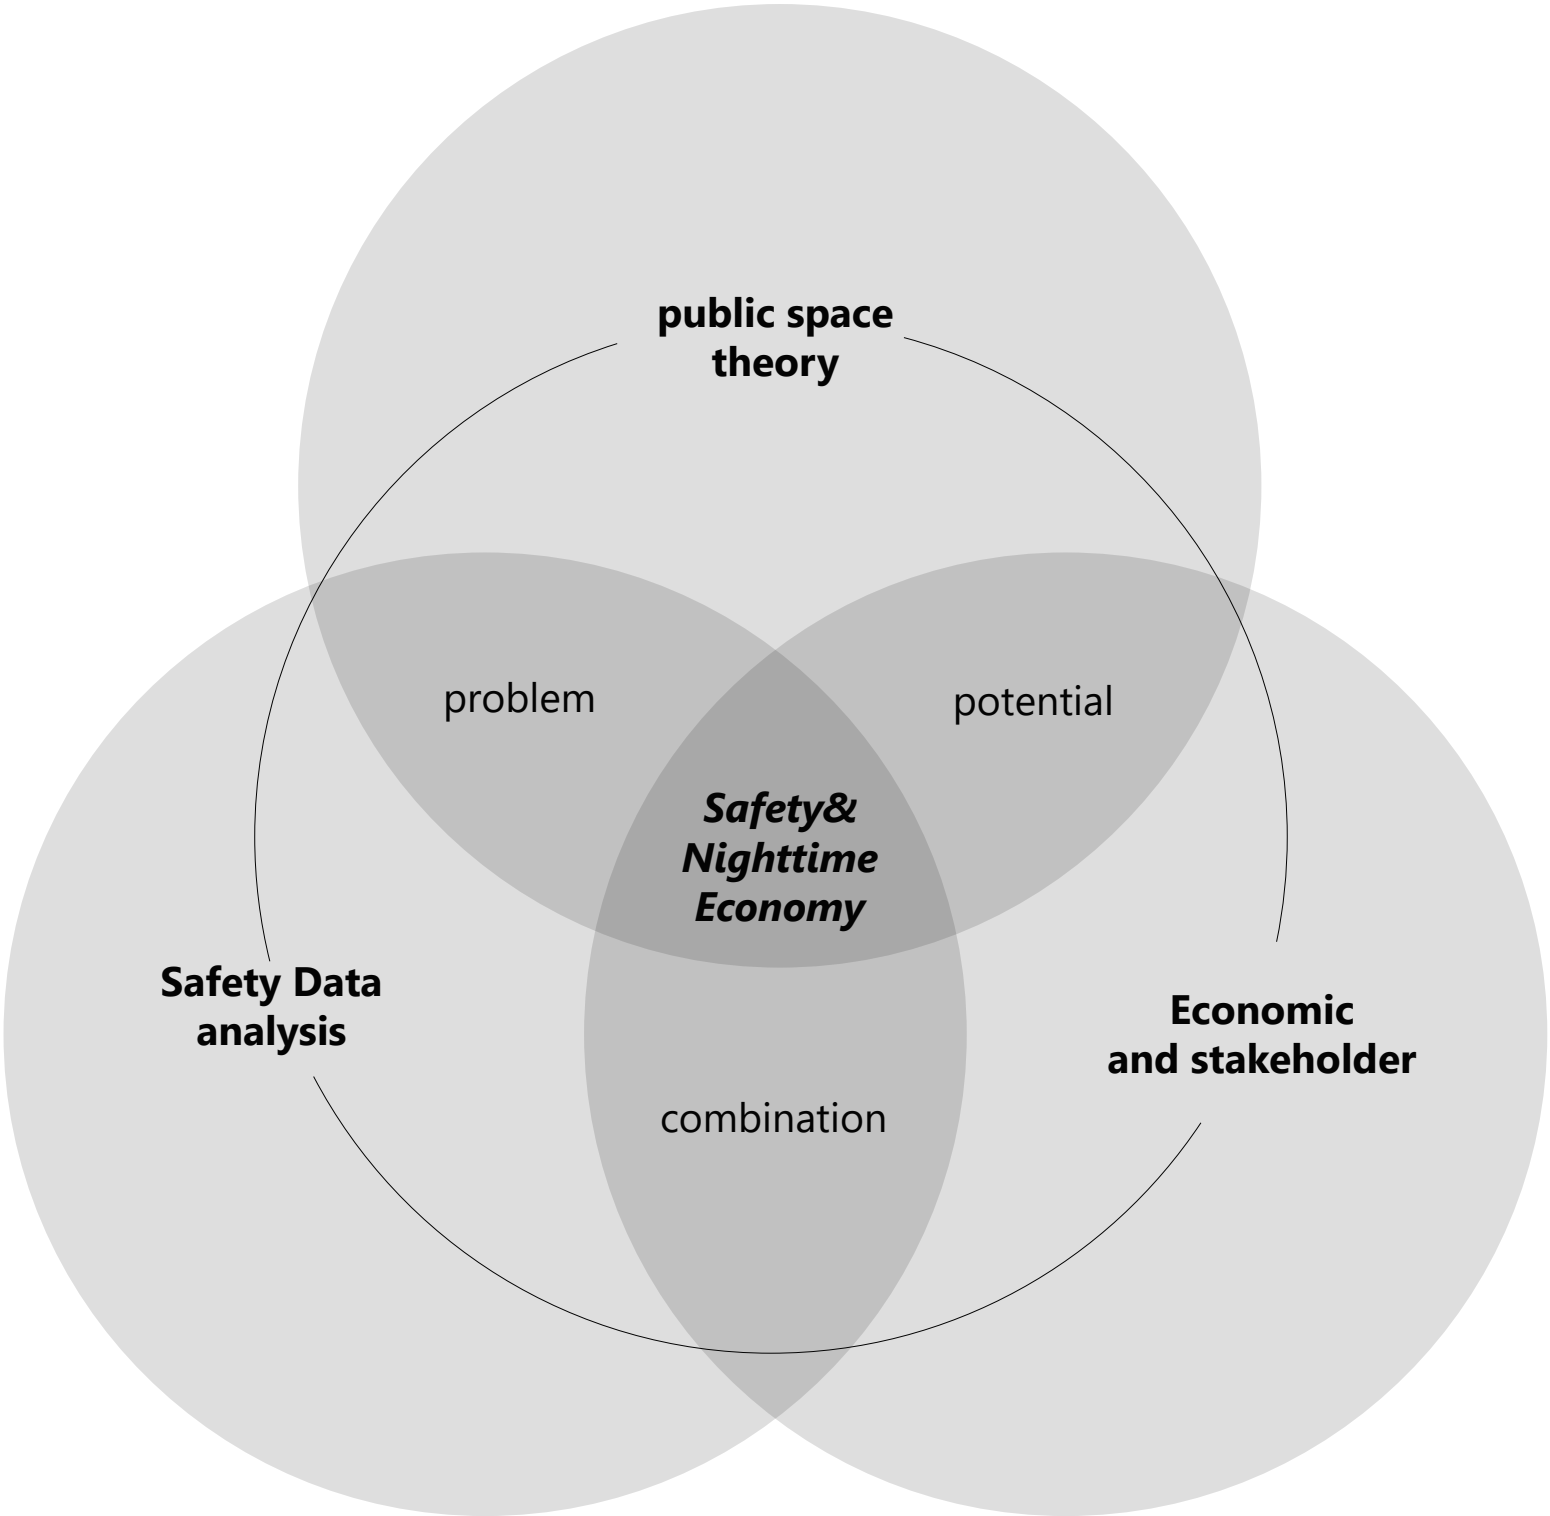 public space
theory
problem
potential
Safety&
Nighttime
Economy
Safety Data
analysis
Economic
and stakeholder
combination